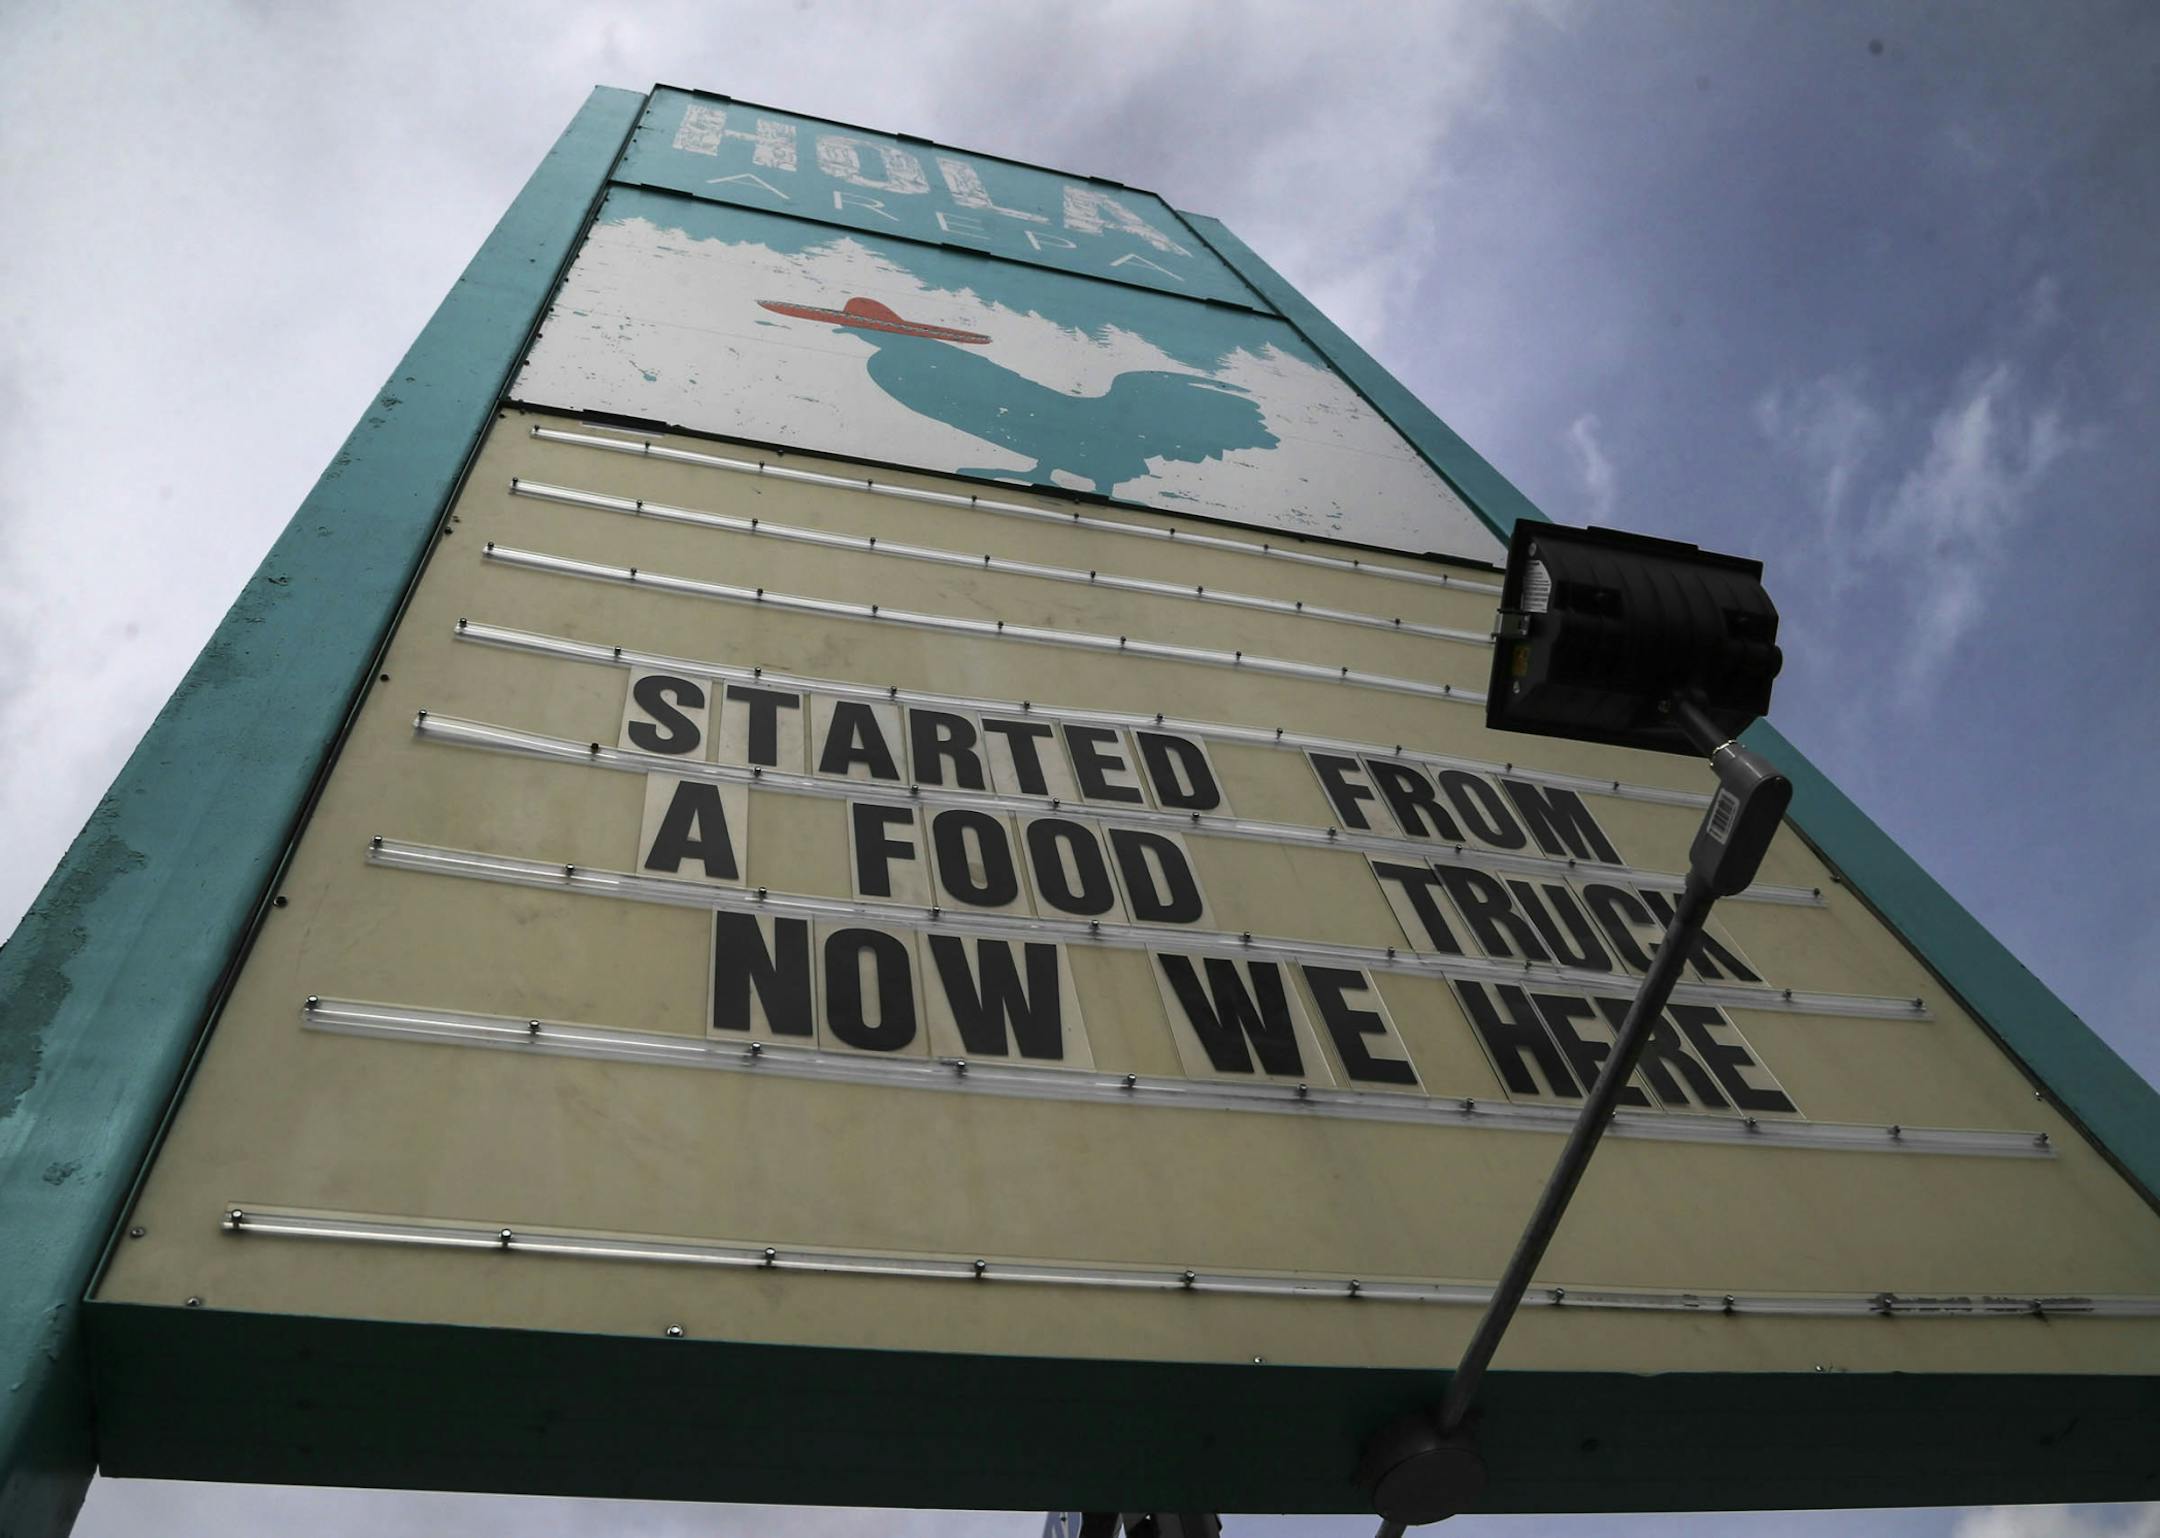 HOLA
AREPA
STARTED FROM
A FOOD TRUCK
NOW WE HERE